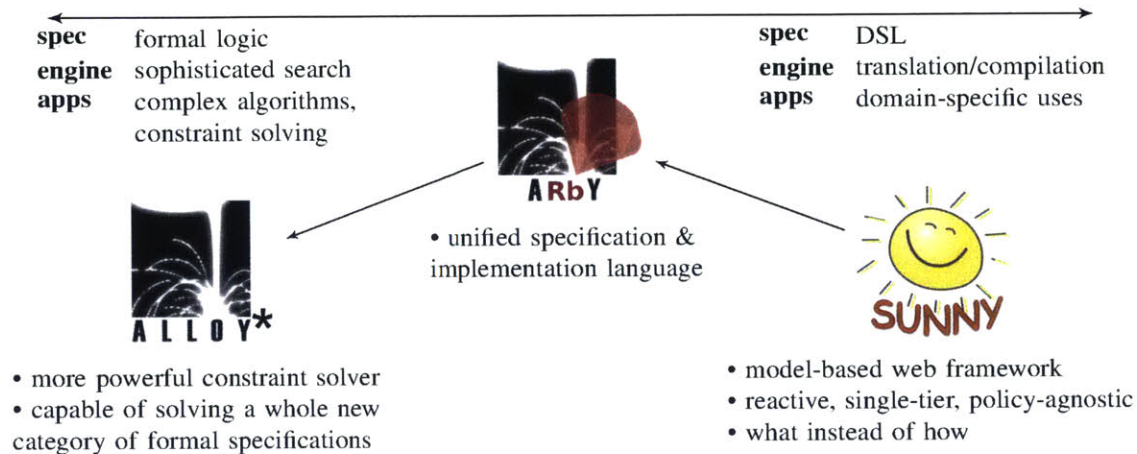 spec formal logic
engine sophisticated search
apps complex algorithms,
constraint solving
spec DSL
engine translation/compilation
apps domain-specific uses
ARbY
• unified specification &
implementation language
ALLOY*
• more powerful constraint solver
• capable of solving a whole new
category of formal specifications
SUNNY
• model-based web framework
• reactive, single-tier, policy-agnostic
• what instead of how